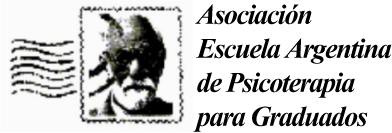 Asociación
Escuela Argentina
de Psicoterapia
para Graduados